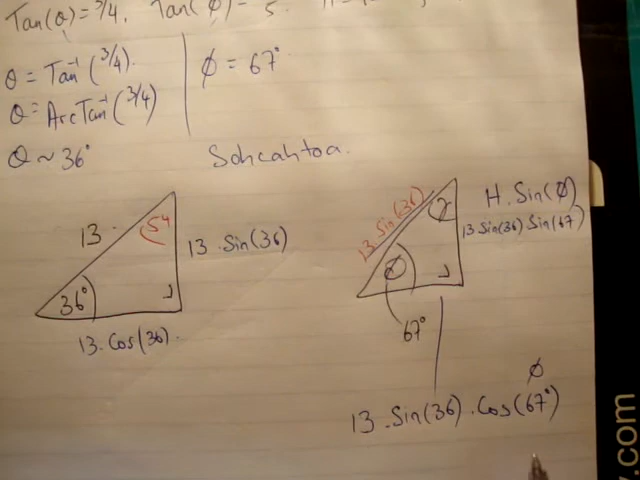 Tan(θ) = 3/4. Tan(φ) = 5.
θ = Tan⁻¹(3/4).
φ = 67°
θ = ArcTan⁻¹(3/4)
θ ~ 36°
Sohcahtoa.
13.
54
13.Sin(36)
36°
13.Cos(36).
13.Sin(36)
H.Sin(φ)
13.Sin(36)Sin(67)
φ
67°
φ
13.Sin(36).Cos(67°)
y.com